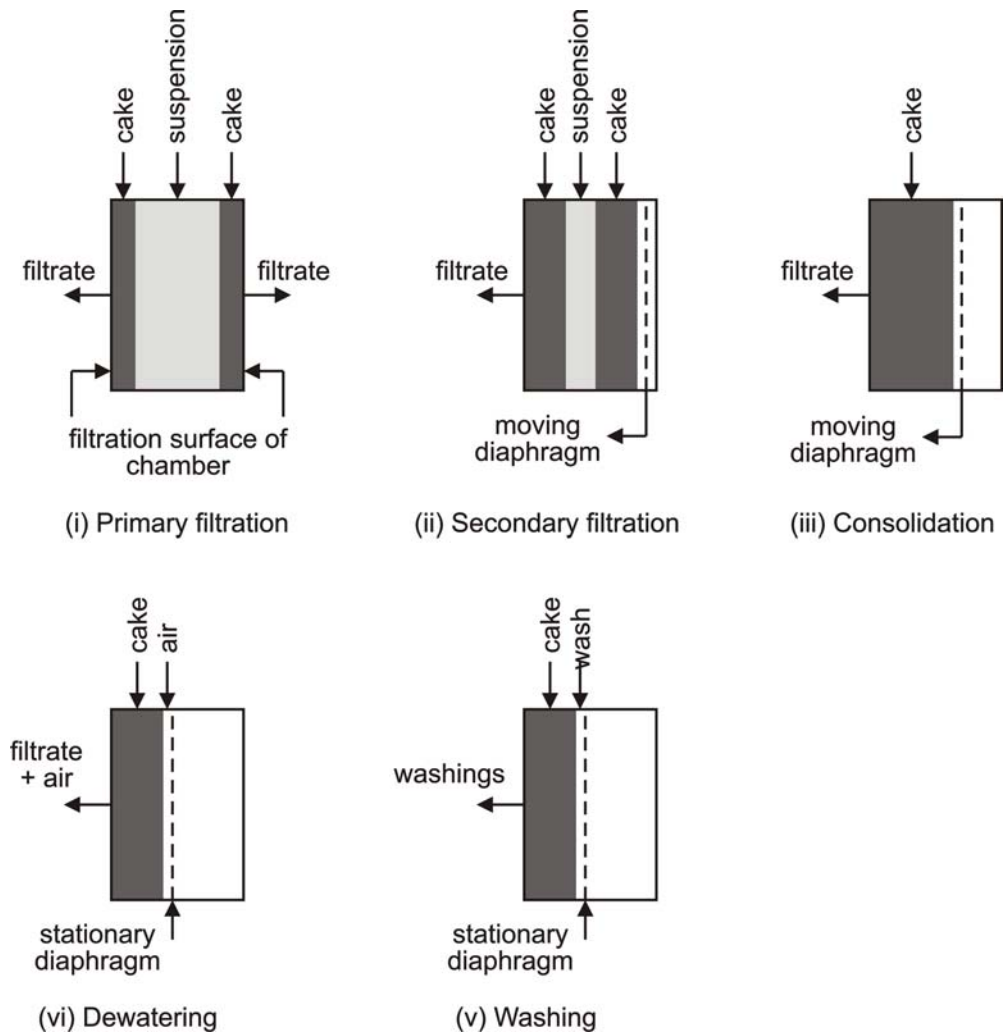 cake
suspension
cake
filtrate
filtrate
filtration surface of
chamber
(i) Primary filtration
cake
suspension
cake
filtrate
moving
diaphragm
(ii) Secondary filtration
cake
filtrate
moving
diaphragm
(iii) Consolidation
cake
air
filtrate
+ air
stationary
diaphragm
(vi) Dewatering
cake
wash
washings
stationary
diaphragm
(v) Washing